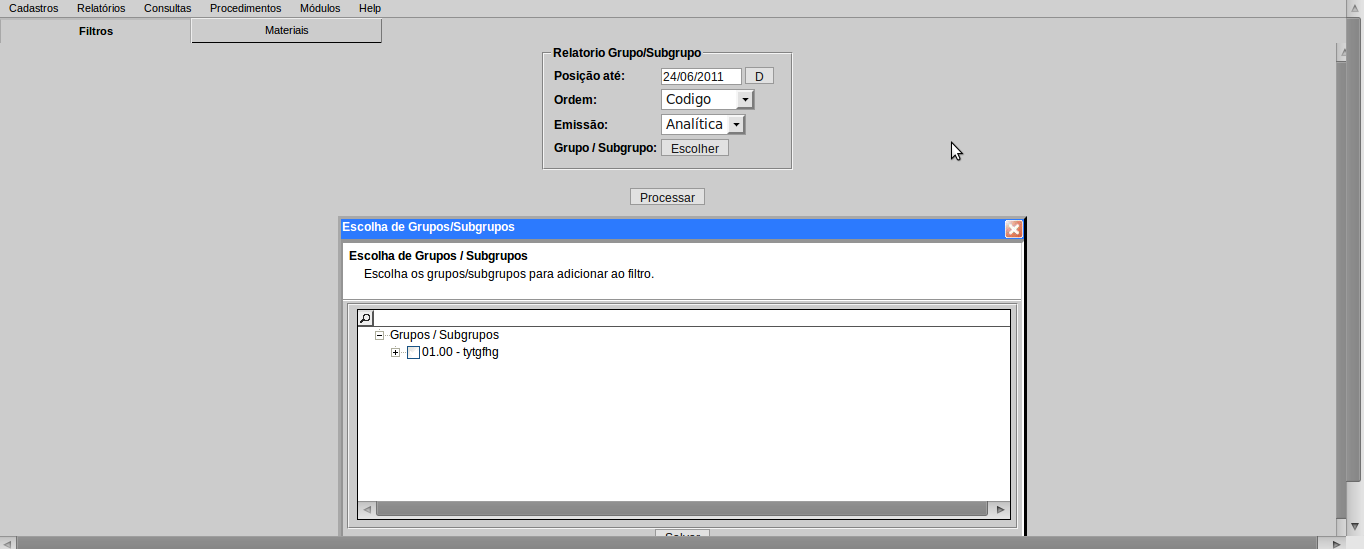 Cadastros Relatórios Consultas Procedimentos Módulos Help
Filtros Materiais
Relatorio Grupo/Subgrupo
Posição até: 24/06/2011 D
Ordem: Codigo
Emissão: Analítica
Grupo / Subgrupo: Escolher
Processar
Escolha de Grupos/Subgrupos
Escolha de Grupos / Subgrupos
Escolha os grupos/subgrupos para adicionar ao filtro.
Grupos / Subgrupos
01.00 - tytgfhg
Salvar